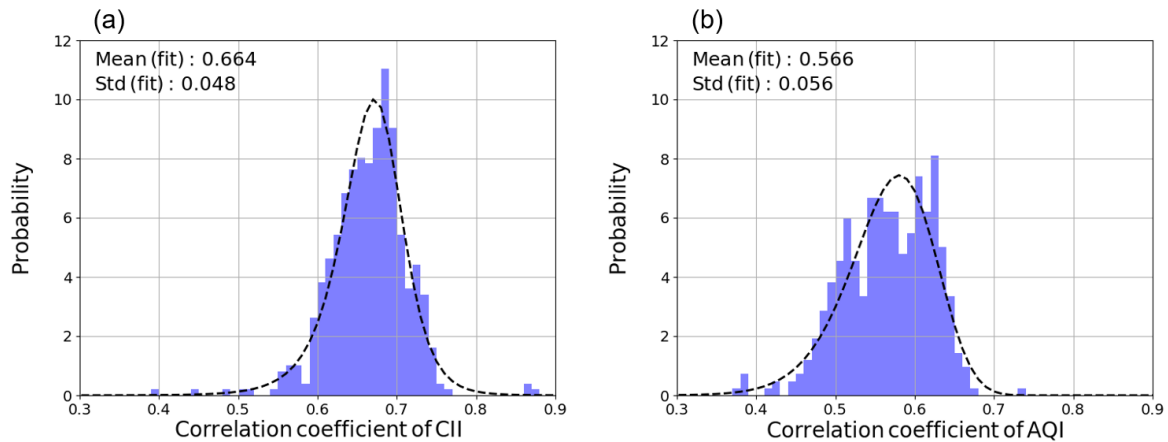 (a)
Mean (fit) : 0.664
Std (fit) : 0.048
12
10
8
6
4
2
0
Probability
0.3 0.4 0.5 0.6 0.7 0.8 0.9
Correlation coefficient of CII
(b)
Mean (fit) : 0.566
Std (fit) : 0.056
12
10
8
6
4
2
0
Probability
0.3 0.4 0.5 0.6 0.7 0.8 0.9
Correlation coefficient of AQI